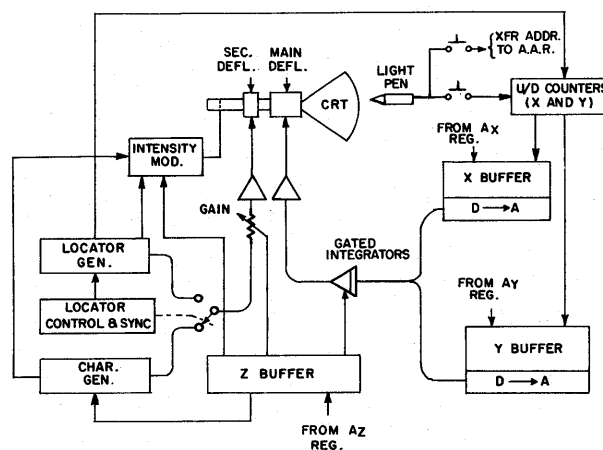 XFR ADDR.
TO A.A.R.
SEC.
DEFL.
MAIN
DEFL.
LIGHT
PEN
CRT
U/D COUNTERS
(X AND Y)
INTENSITY
MOD.
FROM AX
REG.
X BUFFER
D → A
GAIN
GATED
INTEGRATORS
LOCATOR
GEN.
LOCATOR
CONTROL & SYNC
FROM AY
REG.
Y BUFFER
D → A
CHAR. GEN.
Z BUFFER
FROM AZ
REG.